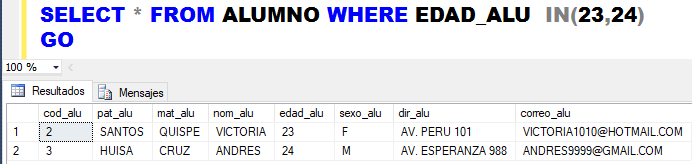 SELECT * FROM ALUMNO WHERE EDAD_ALU IN(23,24)
GO
100 %
Resultados Mensajes
cod_alu pat_alu mat_alu nom_alu edad_alu sexo_alu dir_alu correo_alu
1 2 SANTOS QUISPE VICTORIA 23 F AV. PERU 101 VICTORIA1010@HOTMAIL.COM
2 3 HUISA CRUZ ANDRES 24 M AV. ESPERANZA 988 ANDRES9999@GMAIL.COM